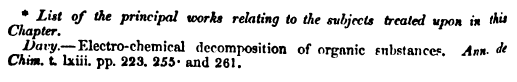 * List of the principal works relating to the subjects treated upon in this
Chapter.
Davy.—Electro-chemical decomposition of organic substances. Ann. de
Chim. t. lxiii. pp. 223, 255· and 261.